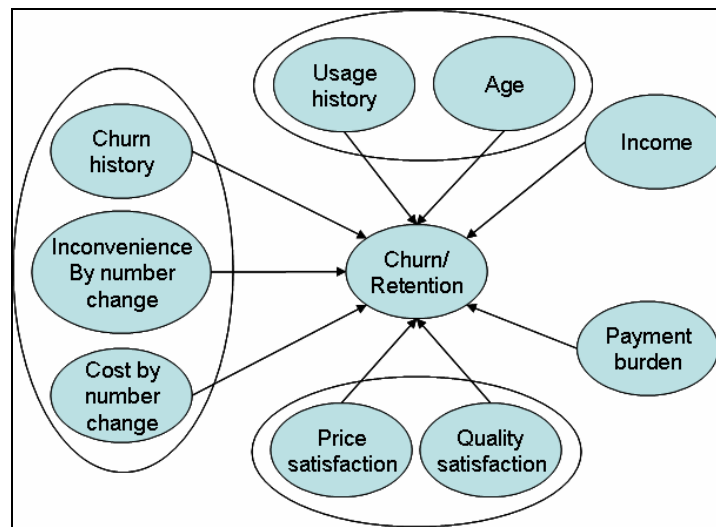 Usage
history
Age
Churn
history
Income
Inconvenience
By number
change
Churn/
Retention
Payment
burden
Cost by
number
change
Price
satisfaction
Quality
satisfaction